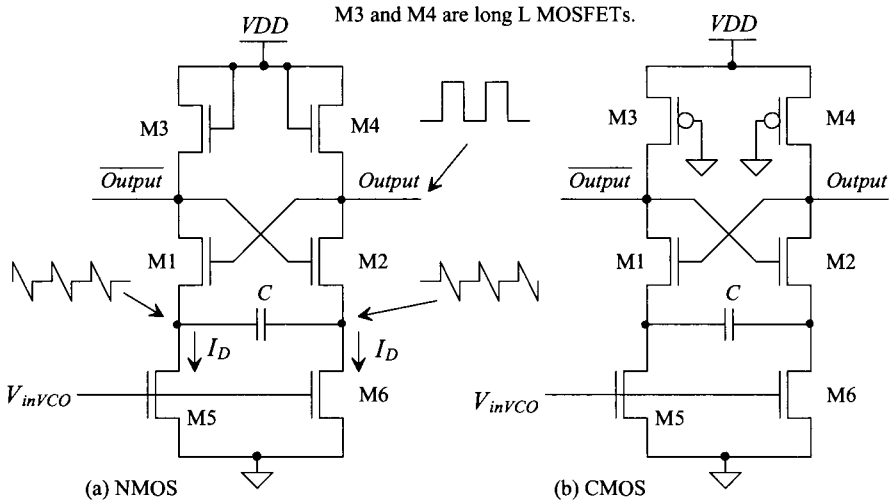 M3 and M4 are long L MOSFETs.
VDD
M3
M4
Output
Output
M1
M2
C
I_D
I_D
V_inVCO
M5
M6
(a) NMOS
VDD
M3
M4
Output
Output
M1
M2
C
V_inVCO
M5
M6
(b) CMOS